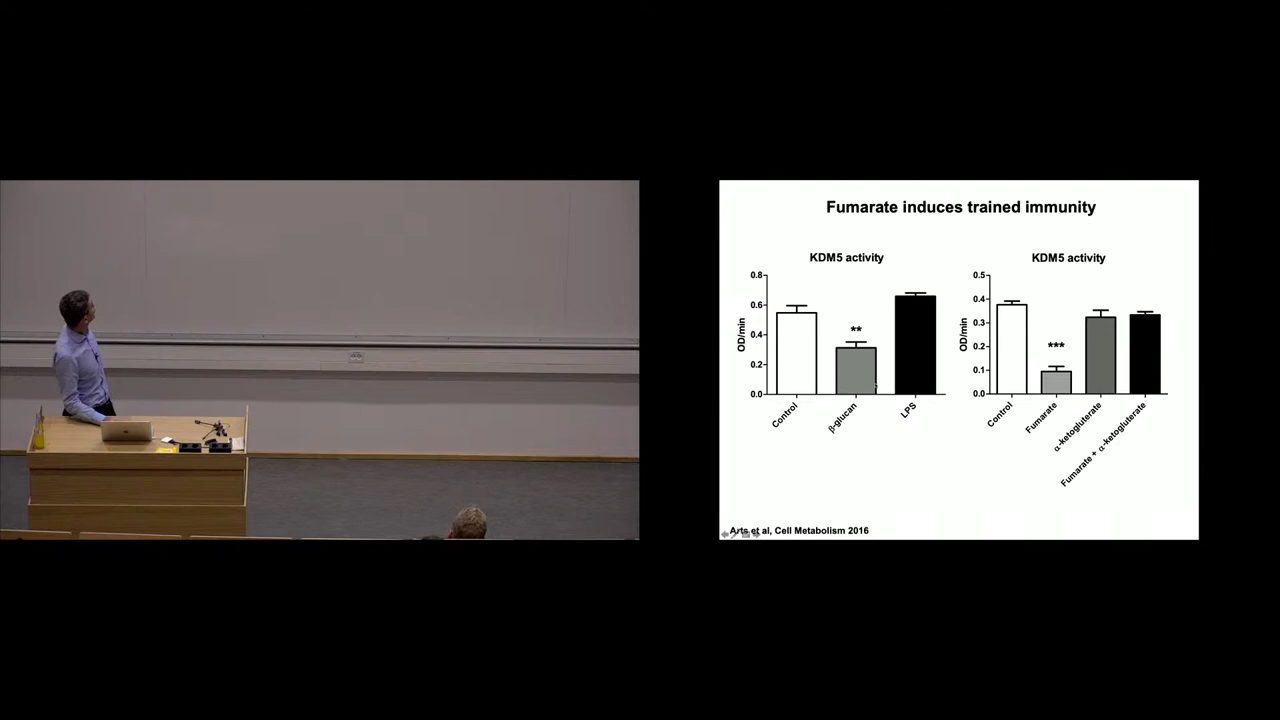 Fumarate induces trained immunity
KDM5 activity
0.8
0.6
0.4
0.2
0.0
OD/min
**
Control
β-glucan
LPS
KDM5 activity
0.5
0.4
0.3
0.2
0.1
0.0
OD/min
***
Control
Fumarate
α-ketogluterate
Fumarate + α-ketogluterate
Arts et al, Cell Metabolism 2016